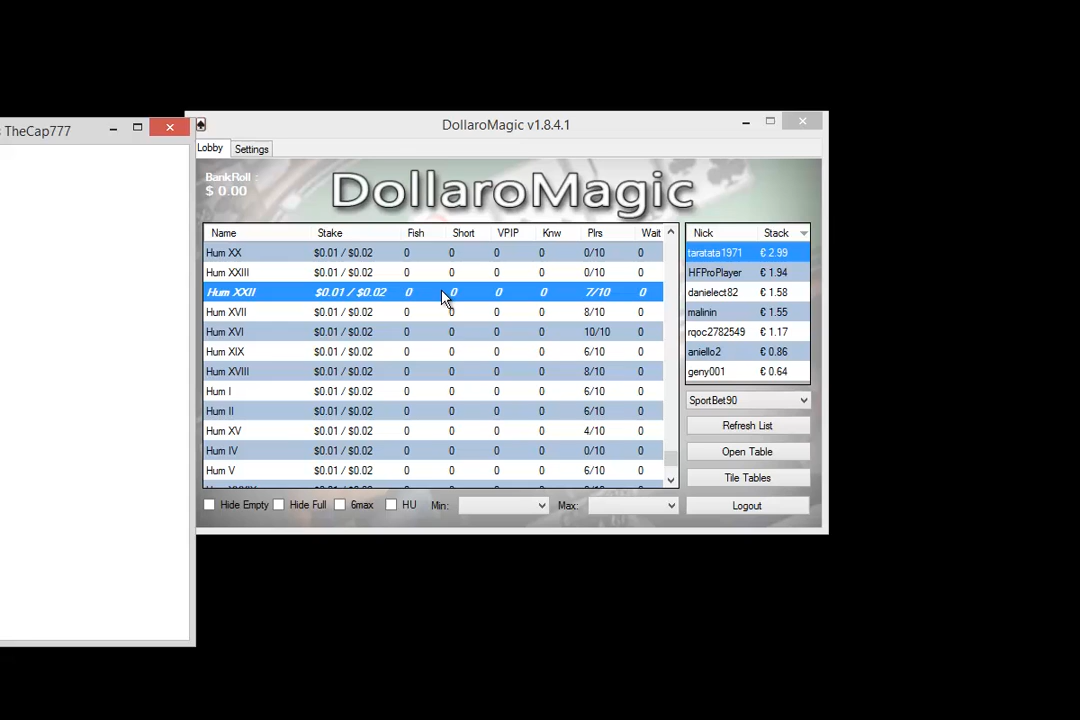 s TheCap777
DollaroMagic v1.8.4.1
Lobby Settings
BankRoll :
$ 0.00
DollaroMagic
Name Stake Fish Short VPIP Knw Plrs Wait
Hum XX $0.01 / $0.02 0 0 0 0 0/10 0
Hum XXIII $0.01 / $0.02 0 0 0 0 0/10 0
Hum XXII $0.01 / $0.02 0 0 0 0 7/10 0
Hum XVII $0.01 / $0.02 0 0 0 0 8/10 0
Hum XVI $0.01 / $0.02 0 0 0 0 10/10 0
Hum XIX $0.01 / $0.02 0 0 0 0 6/10 0
Hum XVIII $0.01 / $0.02 0 0 0 0 8/10 0
Hum I $0.01 / $0.02 0 0 0 0 6/10 0
Hum II $0.01 / $0.02 0 0 0 0 6/10 0
Hum XV $0.01 / $0.02 0 0 0 0 4/10 0
Hum IV $0.01 / $0.02 0 0 0 0 0/10 0
Hum V $0.01 / $0.02 0 0 0 0 6/10 0
Nick Stack
taratata1971 € 2.99
HFProPlayer € 1.94
danielect82 € 1.58
malinin € 1.55
rqoc2782549 € 1.17
aniello2 € 0.86
geny001 € 0.64
SportBet90
Refresh List
Open Table
Tile Tables
Hide Empty Hide Full 6max HU Min: Max: Logout